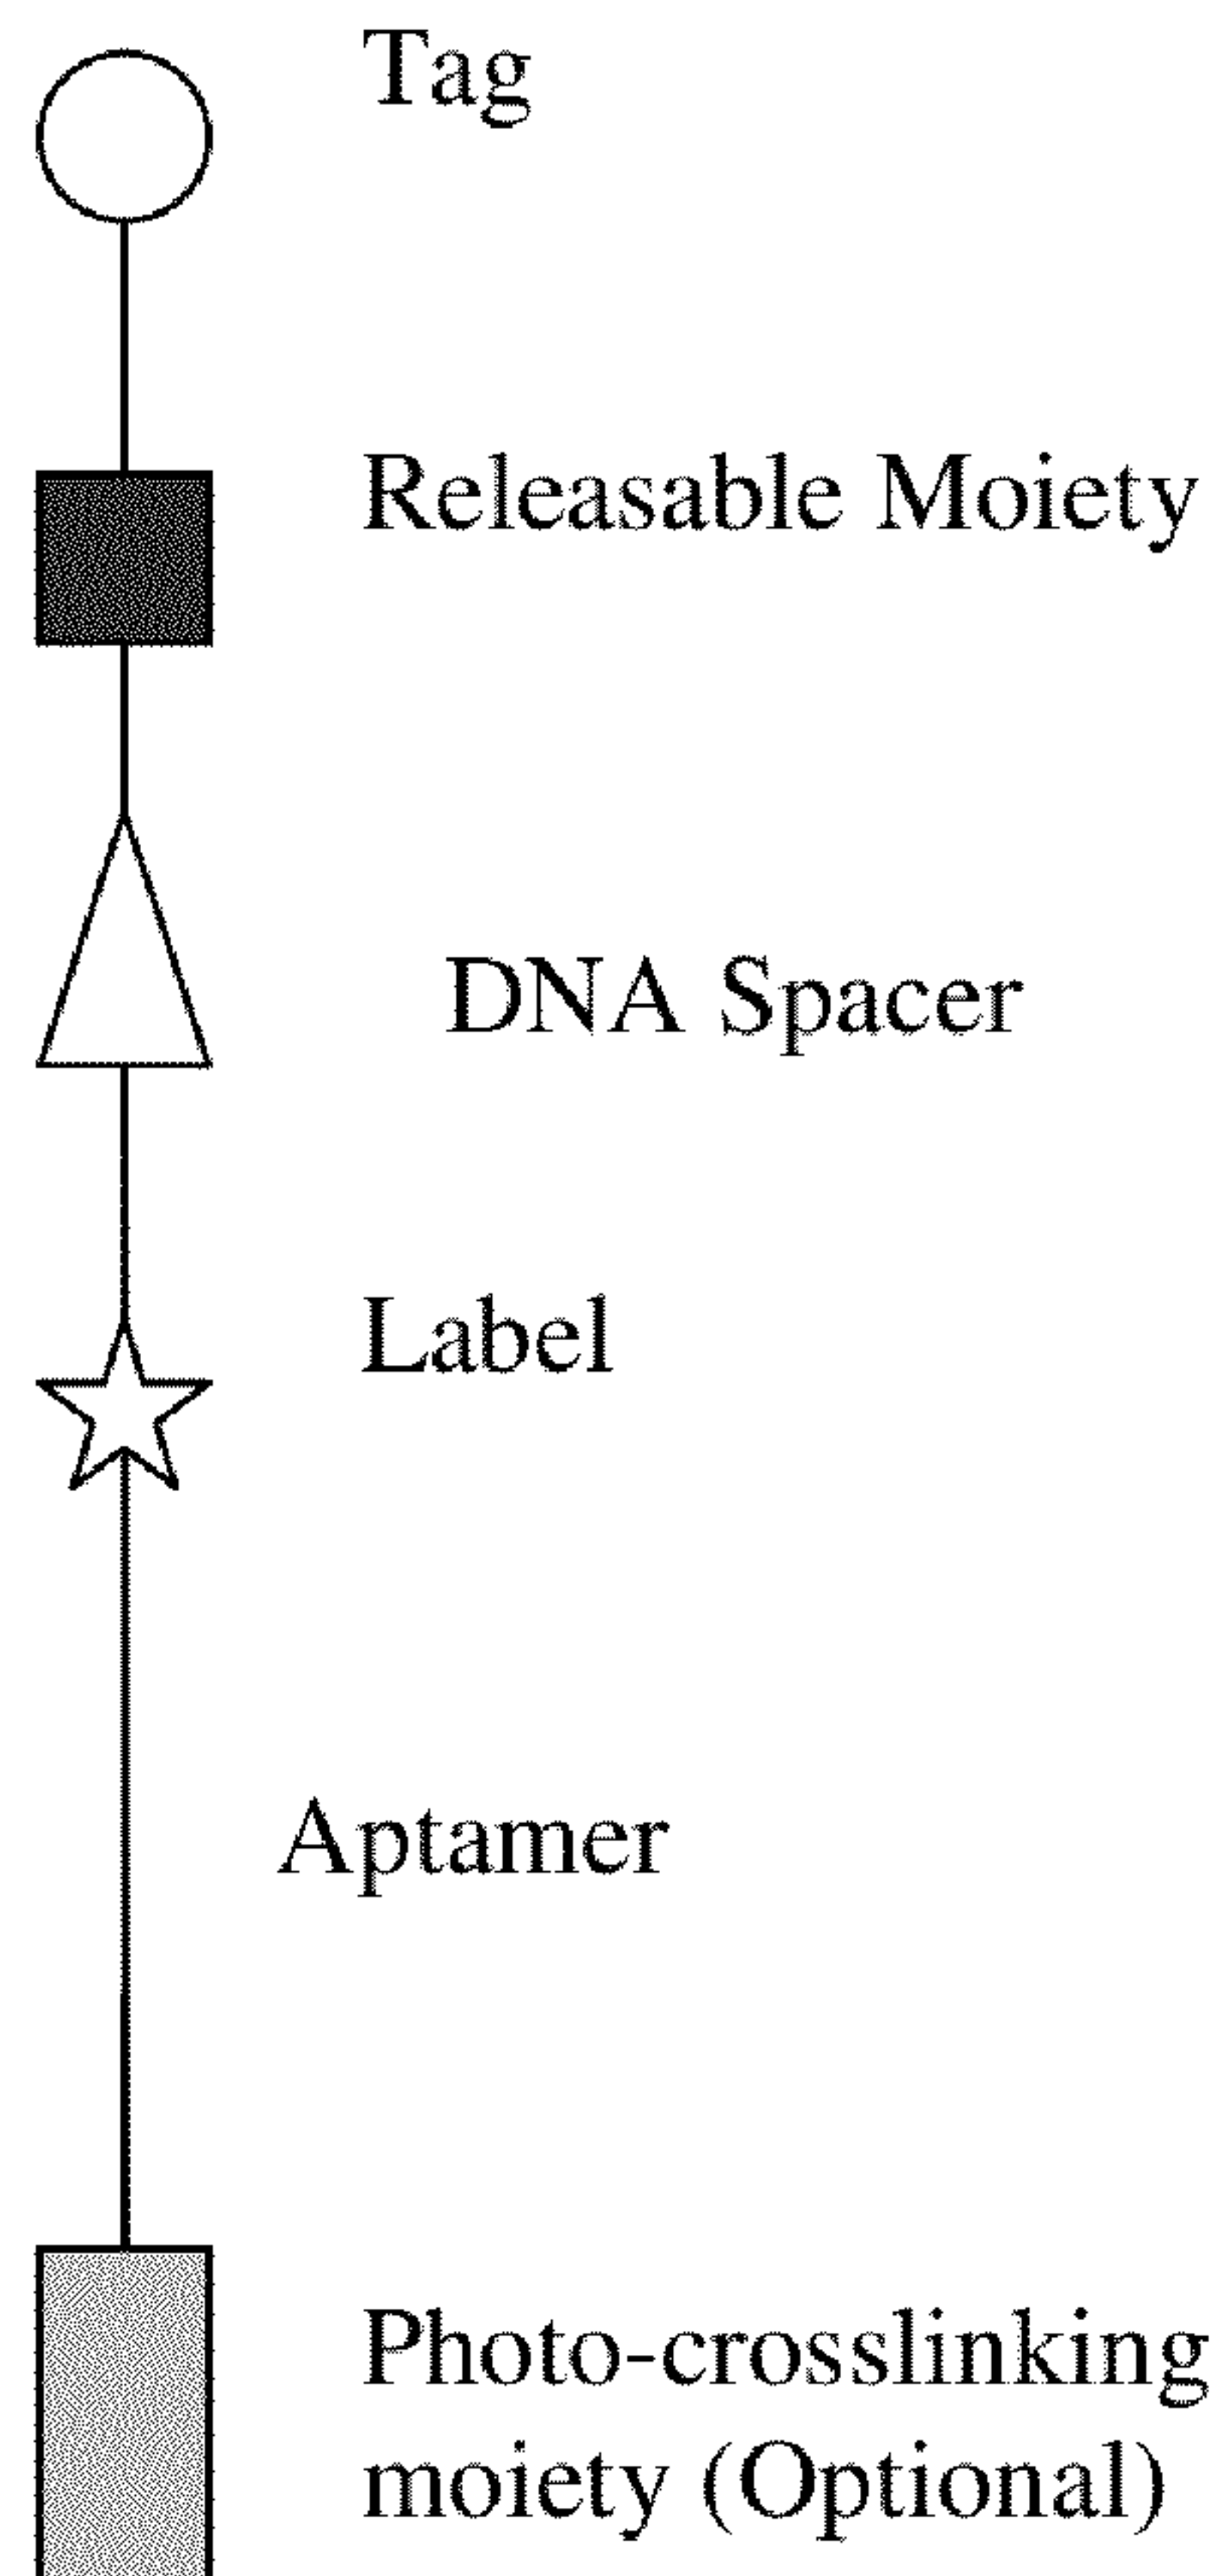 Tag
Releasable Moiety
DNA Spacer
Label
Aptamer
Photo-crosslinking
moiety (Optional)